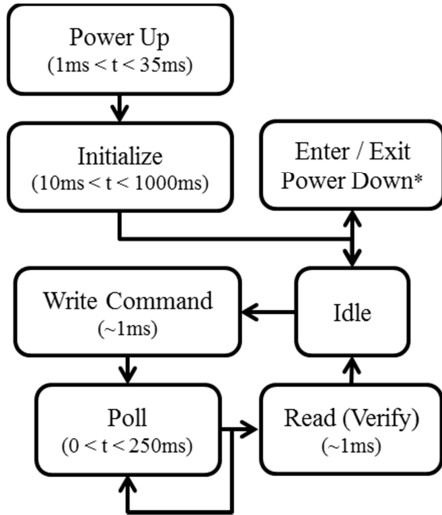 Power Up
(1ms < t < 35ms)
Initialize
(10ms < t < 1000ms)
Enter / Exit
Power Down*
Write Command
(~1ms)
Idle
Poll
(0 < t < 250ms)
Read (Verify)
(~1ms)